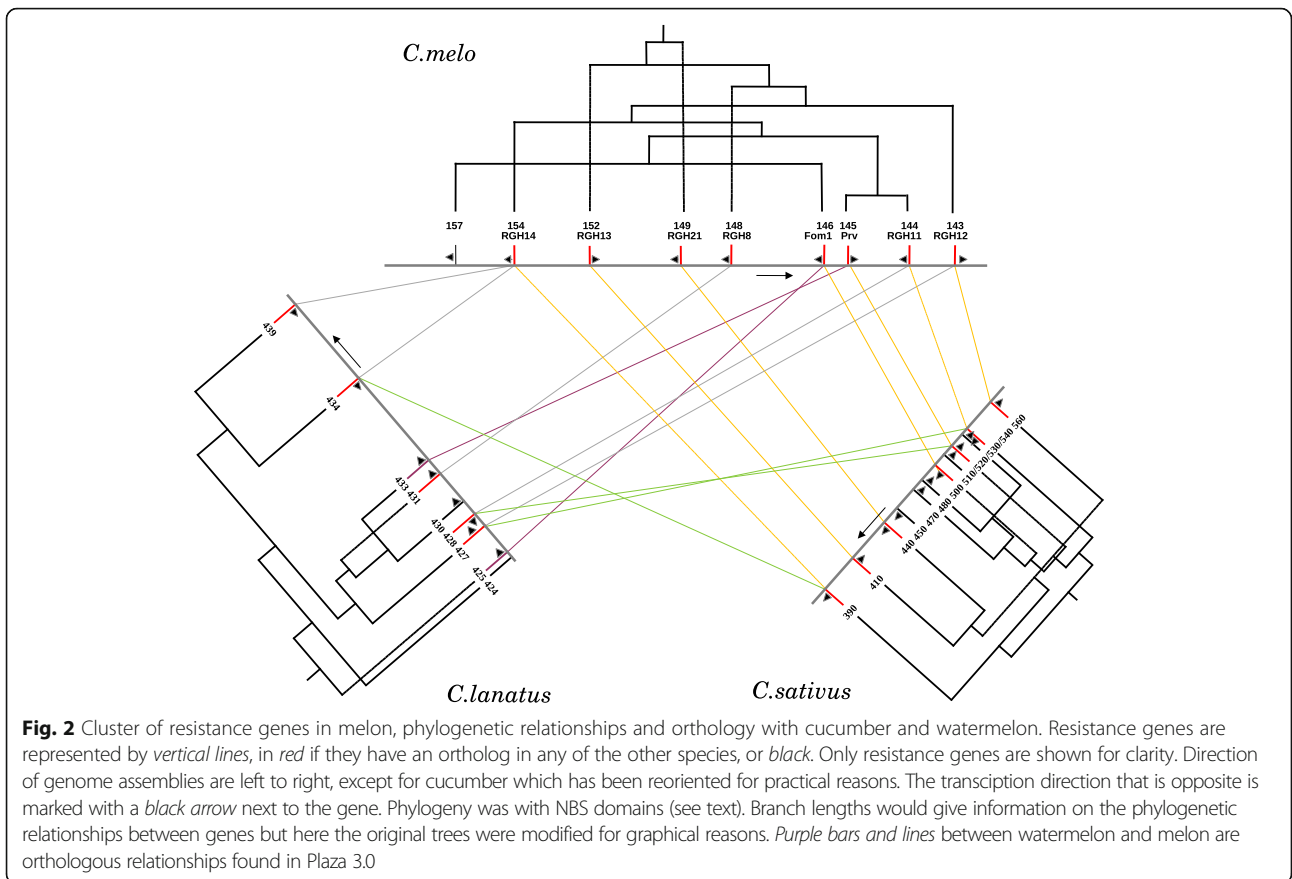 C.melo
157 154 152 149 148 146 145 144 143
RGH14 RGH13 RGH21 RGH8 Fom1 Prv RGH11 RGH12
439
434
433 431
430 428 427
425 424
560
510/520/530/540
440 450 470 480 500
410
390
C.lanatus
C.sativus
Fig. 2 Cluster of resistance genes in melon, phylogenetic relationships and orthology with cucumber and watermelon. Resistance genes are
represented by vertical lines, in red if they have an ortholog in any of the other species, or black. Only resistance genes are shown for clarity. Direction
of genome assemblies are left to right, except for cucumber which has been reoriented for practical reasons. The transciption direction that is opposite is
marked with a black arrow next to the gene. Phylogeny was with NBS domains (see text). Branch lengths would give information on the phylogenetic
relationships between genes but here the original trees were modified for graphical reasons. Purple bars and lines between watermelon and melon are
orthologous relationships found in Plaza 3.0